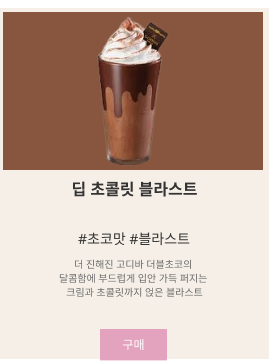 딥 초콜릿 블라스트
#초코맛 #블라스트
더 진해진 고디바 더블초코의
달콤함에 부드럽게 입안 가득 퍼지는
크림과 초콜릿까지 얹은 블라스트
구매